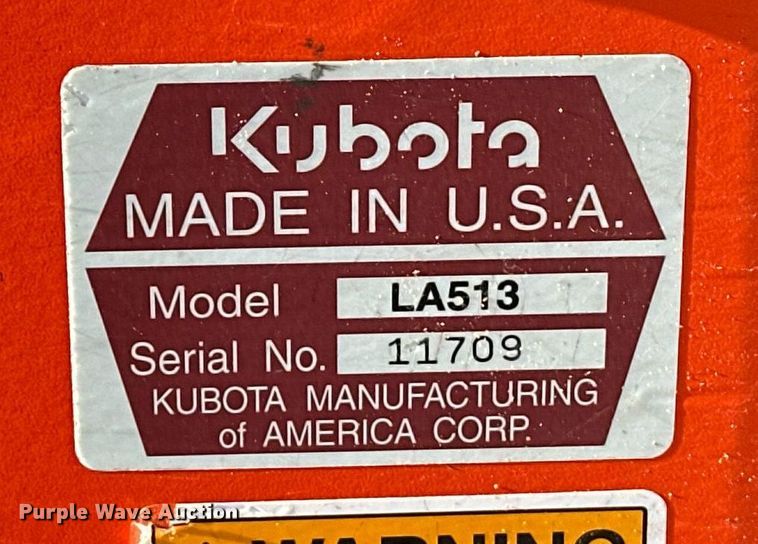 Kubota
MADE IN U.S.A.
Model LA513
Serial No. 11709
KUBOTA MANUFACTURING
of AMERICA CORP.
Purple Wave Auction
WARNING